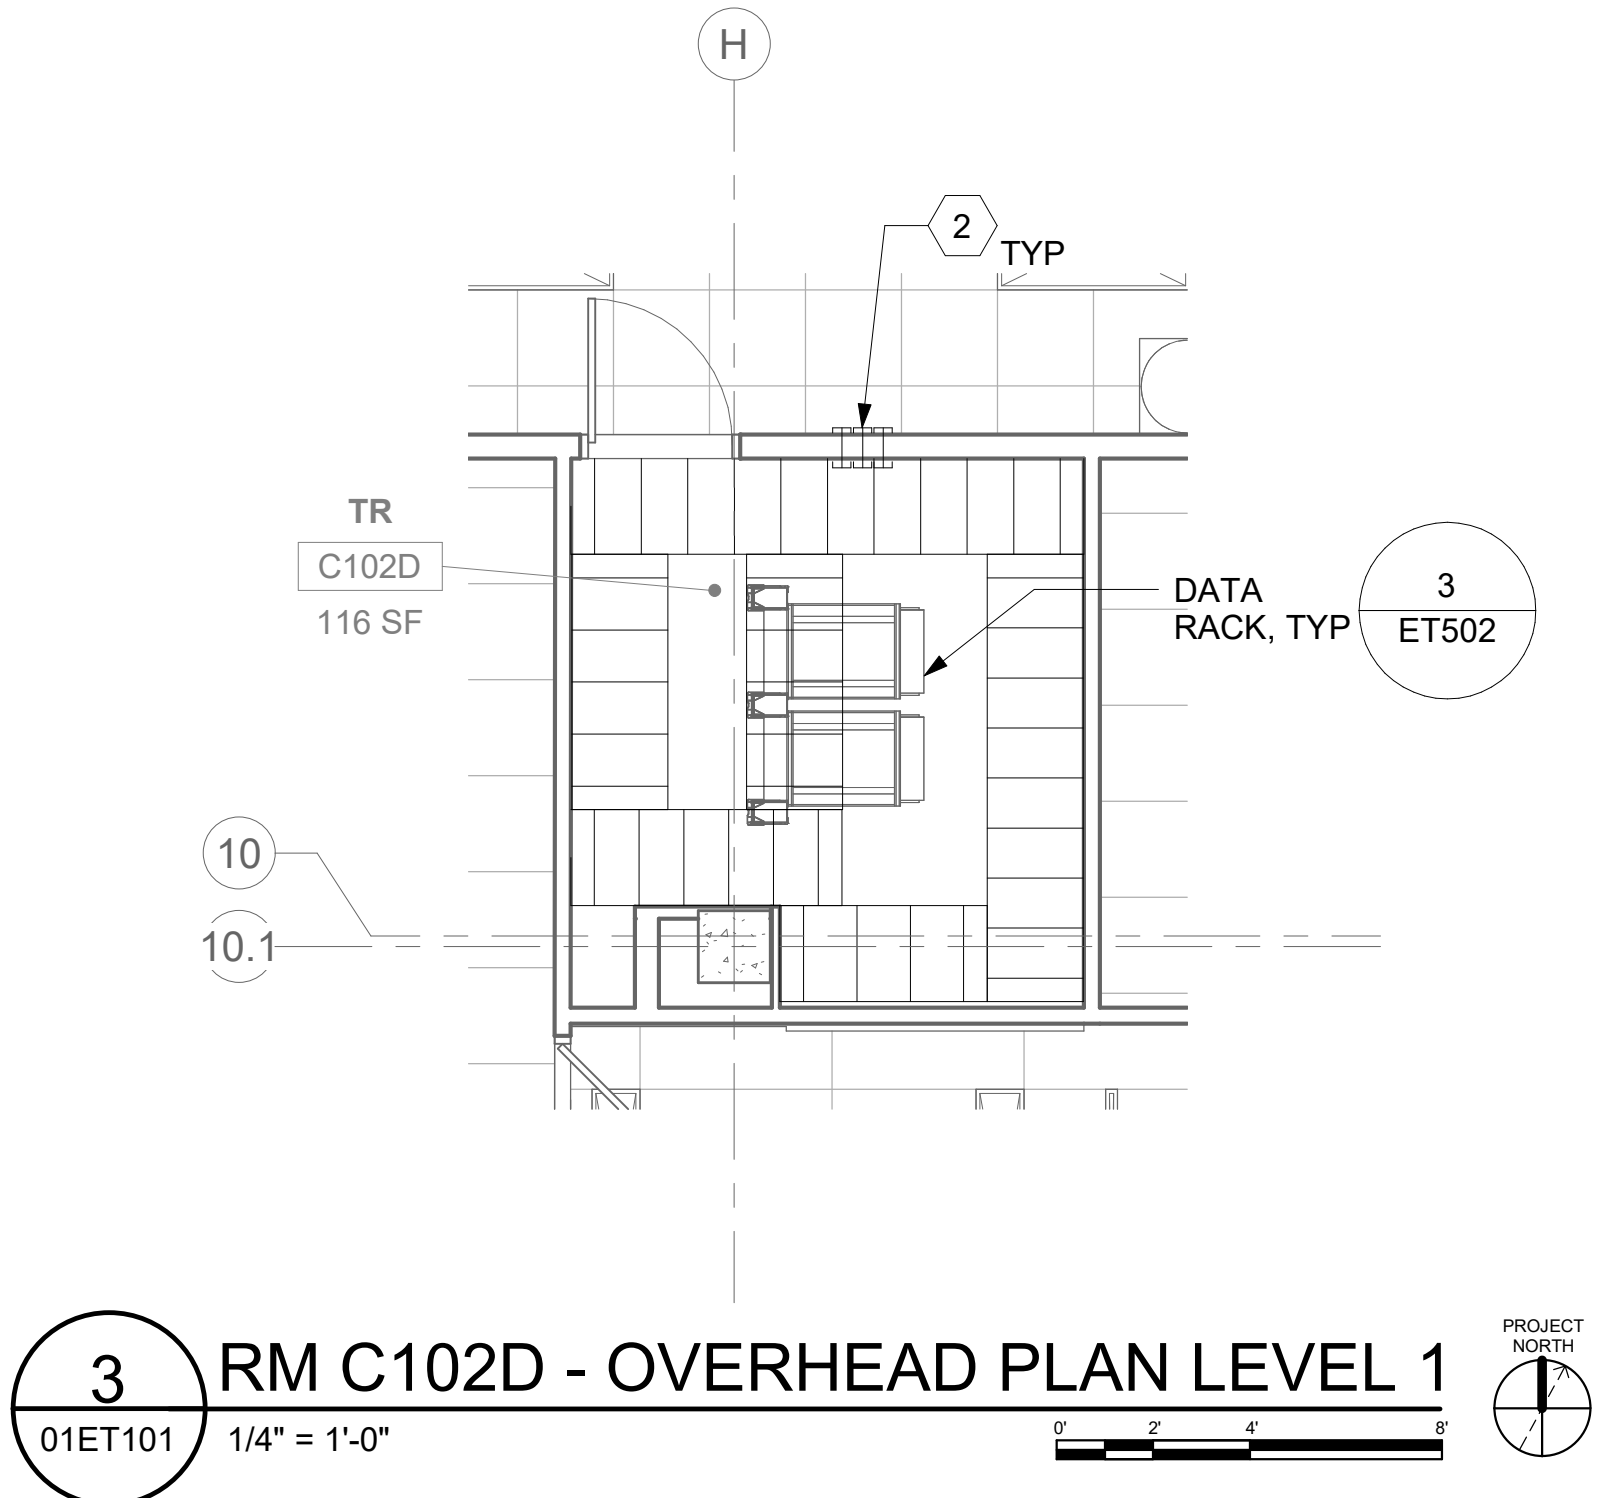 H
2
TYP
TR
C102D
116 SF
DATA
RACK, TYP
3
ET502
10
10.1
3
01ET101
RM C102D - OVERHEAD PLAN LEVEL 1
1/4" = 1'-0"
0' 2' 4' 8'
PROJECT
NORTH